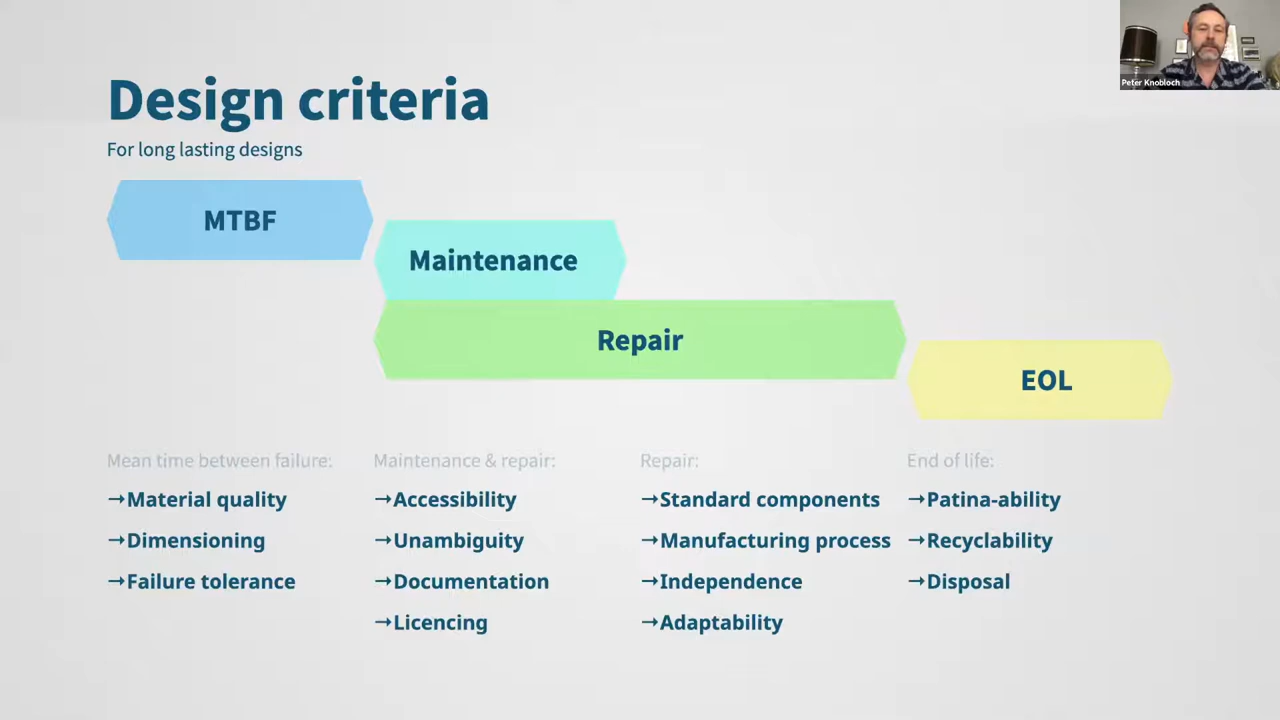 Peter Knobloch
Design criteria
For long lasting designs
MTBF
Maintenance
Repair
EOL
Mean time between failure:
→Material quality
→Dimensioning
→Failure tolerance
Maintenance & repair:
→Accessibility
→Unambiguity
→Documentation
→Licencing
Repair:
→Standard components
→Manufacturing process
→Independence
→Adaptability
End of life:
→Patina-ability
→Recyclability
→Disposal